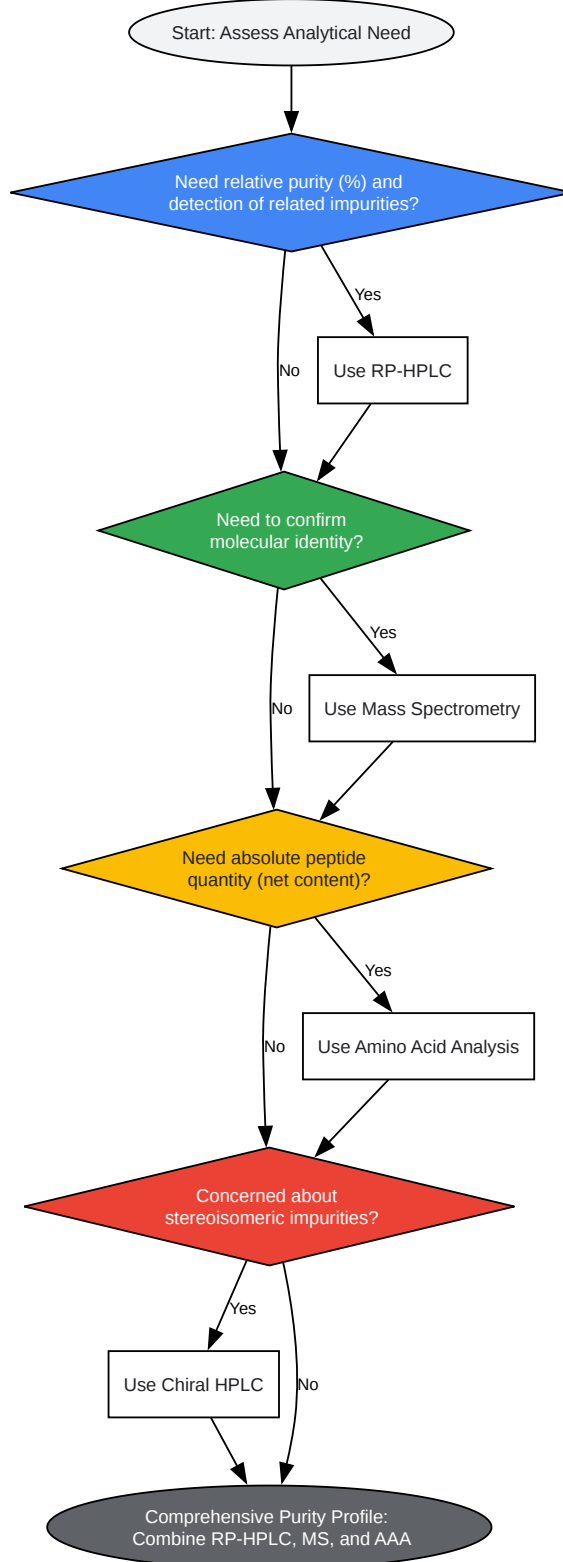 Start: Assess Analytical Need
Need relative purity (%) and
detection of related impurities?
Yes
No
Use RP-HPLC
Need to confirm
molecular identity?
Yes
No
Use Mass Spectrometry
Need absolute peptide
quantity (net content)?
Yes
No
Use Amino Acid Analysis
Concerned about
stereoisomeric impurities?
Yes
Use Chiral HPLC
No
Comprehensive Purity Profile:
Combine RP-HPLC, MS, and AAA